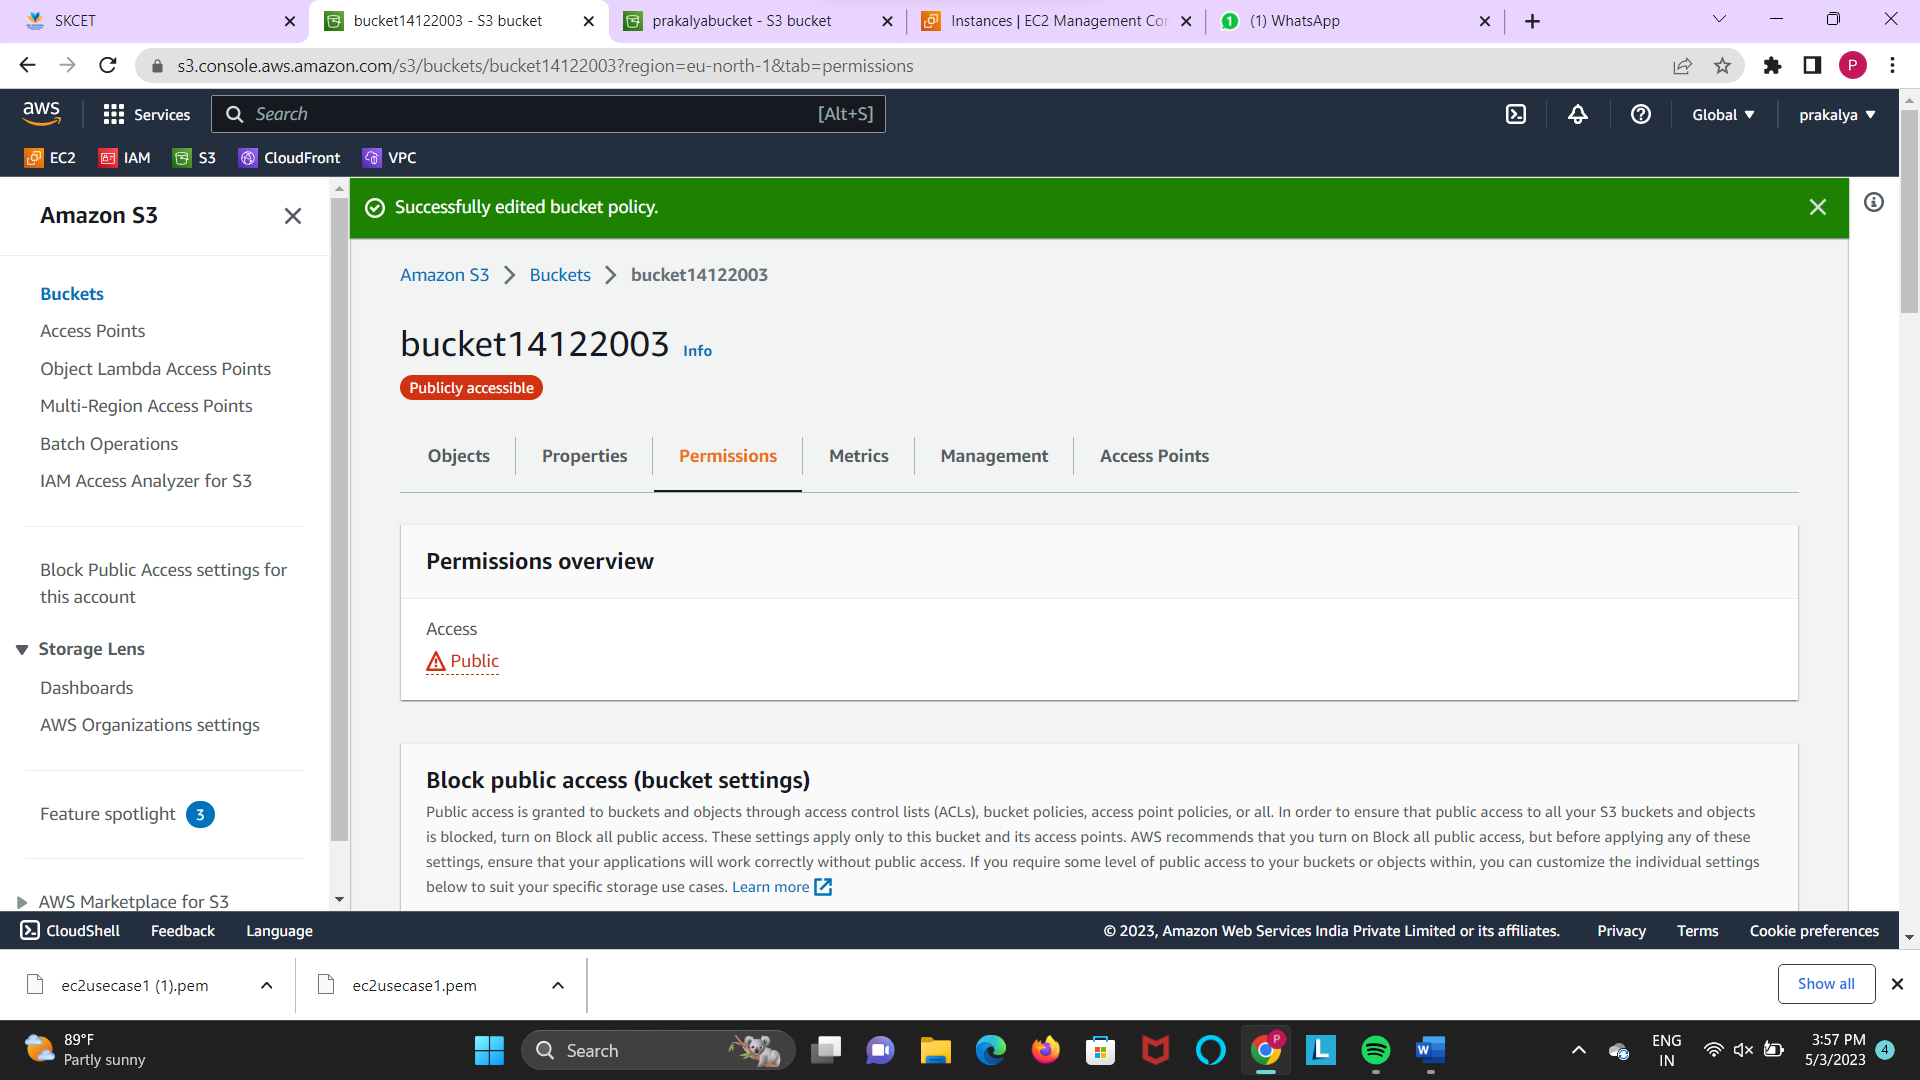 SKCET
bucket14122003 - S3 bucket
prakalyabucket - S3 bucket
Instances | EC2 Management Con
(1) WhatsApp
s3.console.aws.amazon.com/s3/buckets/bucket14122003?region=eu-north-1&tab=permissions
P
aws
Services
Search
[Alt+S]
Global
prakalya
EC2
IAM
S3
CloudFront
VPC
Amazon S3
Successfully edited bucket policy.
Amazon S3
Buckets
bucket14122003
Buckets
Access Points
Object Lambda Access Points
Multi-Region Access Points
Batch Operations
IAM Access Analyzer for S3
Block Public Access settings for
this account
Storage Lens
Dashboards
AWS Organizations settings
Feature spotlight 3
AWS Marketplace for S3
bucket14122003 Info
Publicly accessible
Objects
Properties
Permissions
Metrics
Management
Access Points
Permissions overview
Access
Public
Block public access (bucket settings)
Public access is granted to buckets and objects through access control lists (ACLs), bucket policies, access point policies, or all. In order to ensure that public access to all your S3 buckets and objects
is blocked, turn on Block all public access. These settings apply only to this bucket and its access points. AWS recommends that you turn on Block all public access, but before applying any of these
settings, ensure that your applications will work correctly without public access. If you require some level of public access to your buckets or objects within, you can customize the individual settings
below to suit your specific storage use cases. Learn more
CloudShell
Feedback
Language
© 2023, Amazon Web Services India Private Limited or its affiliates.
Privacy
Terms
Cookie preferences
ec2usecase1 (1).pem
ec2usecase1.pem
Show all
89°F
Partly sunny
Search
P
L
W
ENG
IN
3:57 PM
5/3/2023
4